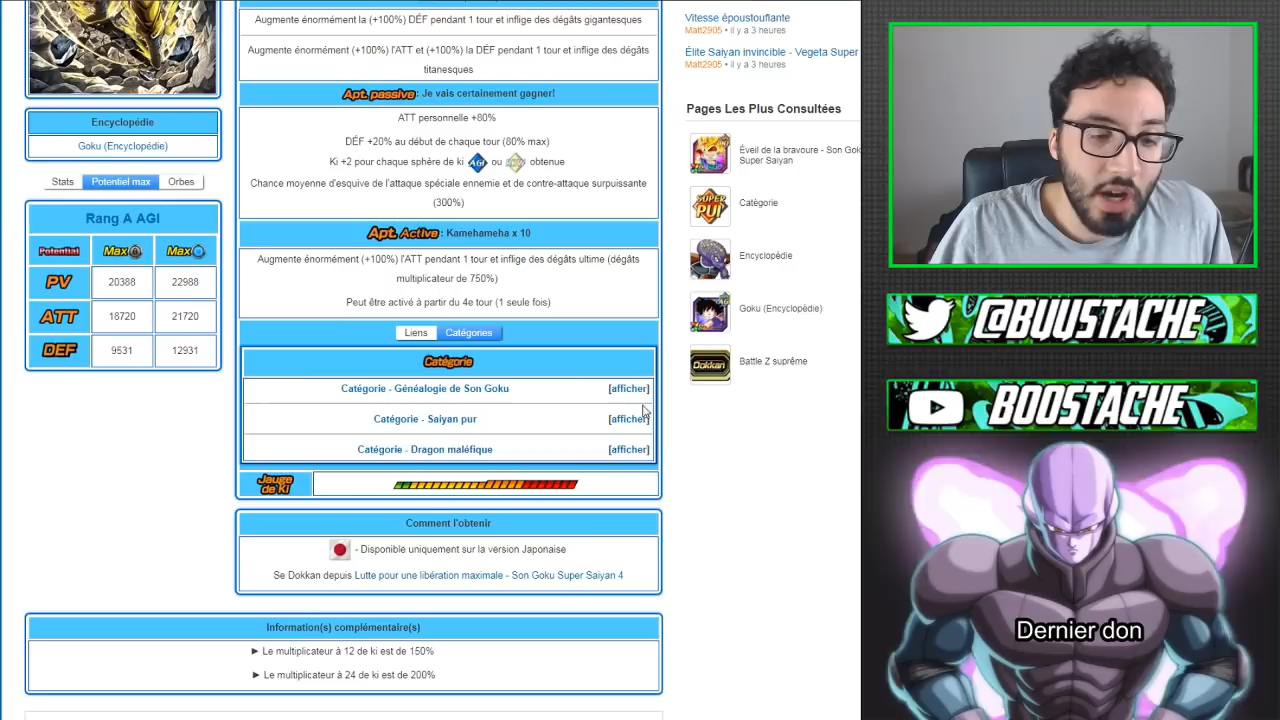 Augmente énormément la (+100%) DÉF pendant 1 tour et inflige des dégâts gigantesques
Augmente énormément (+100%) l'ATT et (+100%) la DÉF pendant 1 tour et inflige des dégâts
titanesques
Apt. passive : Je vais certainement gagner!
ATT personelle +80%
DÉF +20% au début de chaque tour (80% max)
Ki +2 pour chaque sphère de ki AGI ou obtenue
Chance moyenne d'esquive de l'attaque spéciale ennemie et de contre-attaque surpuissante
(300%)
Apt. Active : Kamehameha x 10
Augmente énormément (+100%) l'ATT pendant 1 tour et inflige des dégâts ultime (dégâts
multiplicateur de 750%)
Peut être activé à partir du 4e tour (1 seule fois)
Liens Catégories
Catégorie
Catégorie - Généalogie de Son Goku [afficher]
Catégorie - Saiyan pur [afficher]
Catégorie - Dragon maléfique [afficher]
Jauge de Ki
Comment l'obtenir
- Disponible uniquement sur la version Japonaise
Se Dokkan depuis Lutte pour une libération maximale - Son Goku Super Saiyan 4
Encyclopédie
Goku (Encyclopédie)
Stats Potentiel max Orbes
Rang A AGI
Potential Max Max
PV 20388 22988
ATT 18720 21720
DEF 9531 12931
Information(s) complémentaire(s)
► Le multiplicateur à 12 de ki est de 150%
► Le multiplicateur à 24 de ki est de 200%
Vitesse époustouflante
Matt2905 • il y a 3 heures
Élite Saiyan invincible - Vegeta Super
Matt2905 • il y a 3 heures
Pages Les Plus Consultées
Éveil de la bravoure - Son Gok
Super Saiyan
SUPER PUI
Catégorie
Encyclopédie
Goku (Encyclopédie)
Dokkan
Battle Z suprême
@BUUSTACHE
BOOSTACHE
Dernier don